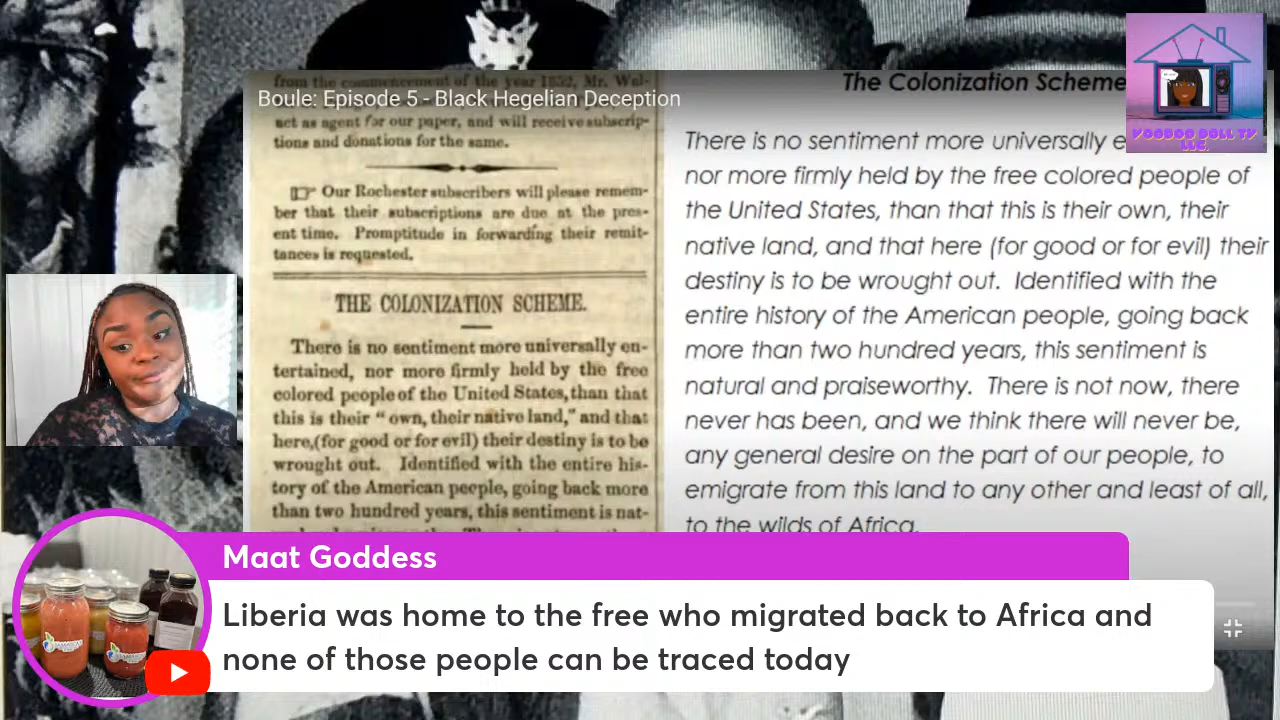 from the commencement of the year 1852, Mr. Wel-
act as agent for our paper, and will receive subscrip-
tions and donations for the same.
Boule: Episode 5 - Black Hegelian Deception
☞ Our Rochester subscribers will please remem-
ber that their subscriptions are due at the pres-
ent time. Promptitude in forwarding their remit-
tances is requested.
THE COLONIZATION SCHEME.
There is no sentiment more universally en-
tertained, nor more firmly held by the free
colored people of the United States, than that
this is their "own, their native land," and that
here,(for good or for evil) their destiny is to be
wrought out. Identified with the entire his-
tory of the American people, going back more
than two hundred years, this sentiment is nat-
The Colonization Scheme
There is no sentiment more universally e
nor more firmly held by the free colored people of
the United States, than that this is their own, their
native land, and that here (for good or for evil) their
destiny is to be wrought out. Identified with the
entire history of the American people, going back
more than two hundred years, this sentiment is
natural and praiseworthy. There is not now, there
never has been, and we think there will never be,
any general desire on the part of our people, to
emigrate from this land to any other and least of all,
to the wilds of Africa.
VOODOO DOLL TV
LLC.
Maat Goddess
Liberia was home to the free who migrated back to Africa and
none of those people can be traced today